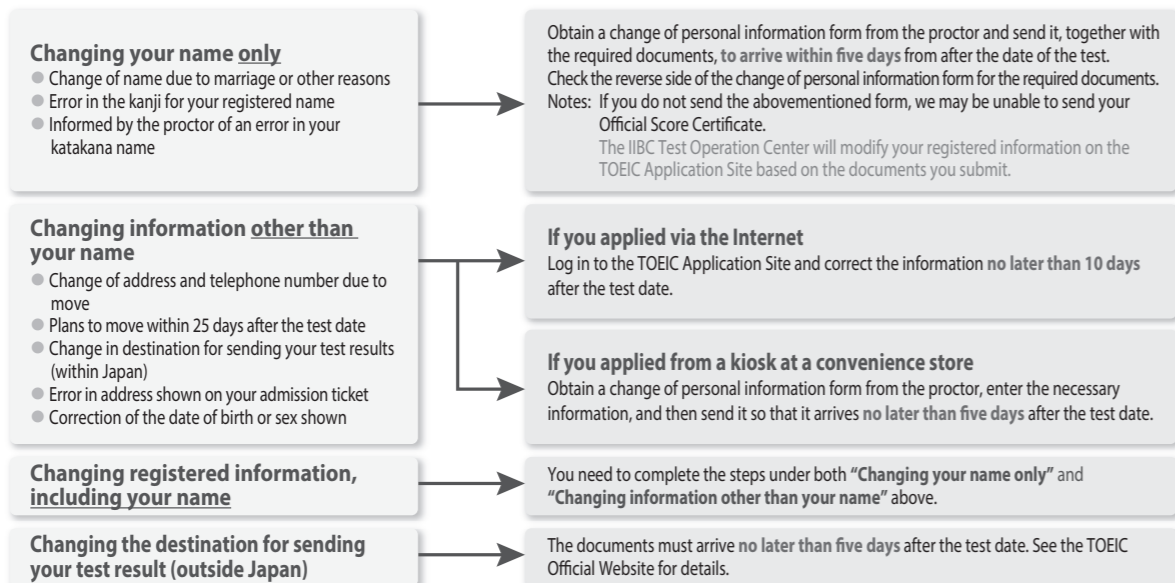 Changing your name only
● Change of name due to marriage or other reasons
● Error in the kanji for your registered name
● Informed by the proctor of an error in your
katakana name
Obtain a change of personal information form from the proctor and send it, together with
the required documents, to arrive within five days from after the date of the test.
Check the reverse side of the change of personal information form for the required documents.
Notes: If you do not send the abovementioned form, we may be unable to send your
Official Score Certificate.
The IIBC Test Operation Center will modify your registered information on the
TOEIC Application Site based on the documents you submit.
Changing information other than
your name
● Change of address and telephone number due to
move
● Plans to move within 25 days after the test date
● Change in destination for sending your test results
(within Japan)
● Error in address shown on your admission ticket
● Correction of the date of birth or sex shown
If you applied via the Internet
Log in to the TOEIC Application Site and correct the information no later than 10 days
after the test date.
If you applied from a kiosk at a convenience store
Obtain a change of personal information form from the proctor, enter the necessary
information, and then send it so that it arrives no later than five days after the test date.
Changing registered information,
including your name
You need to complete the steps under both “Changing your name only” and
“Changing information other than your name” above.
Changing the destination for sending
your test result (outside Japan)
The documents must arrive no later than five days after the test date. See the TOEIC
Official Website for details.